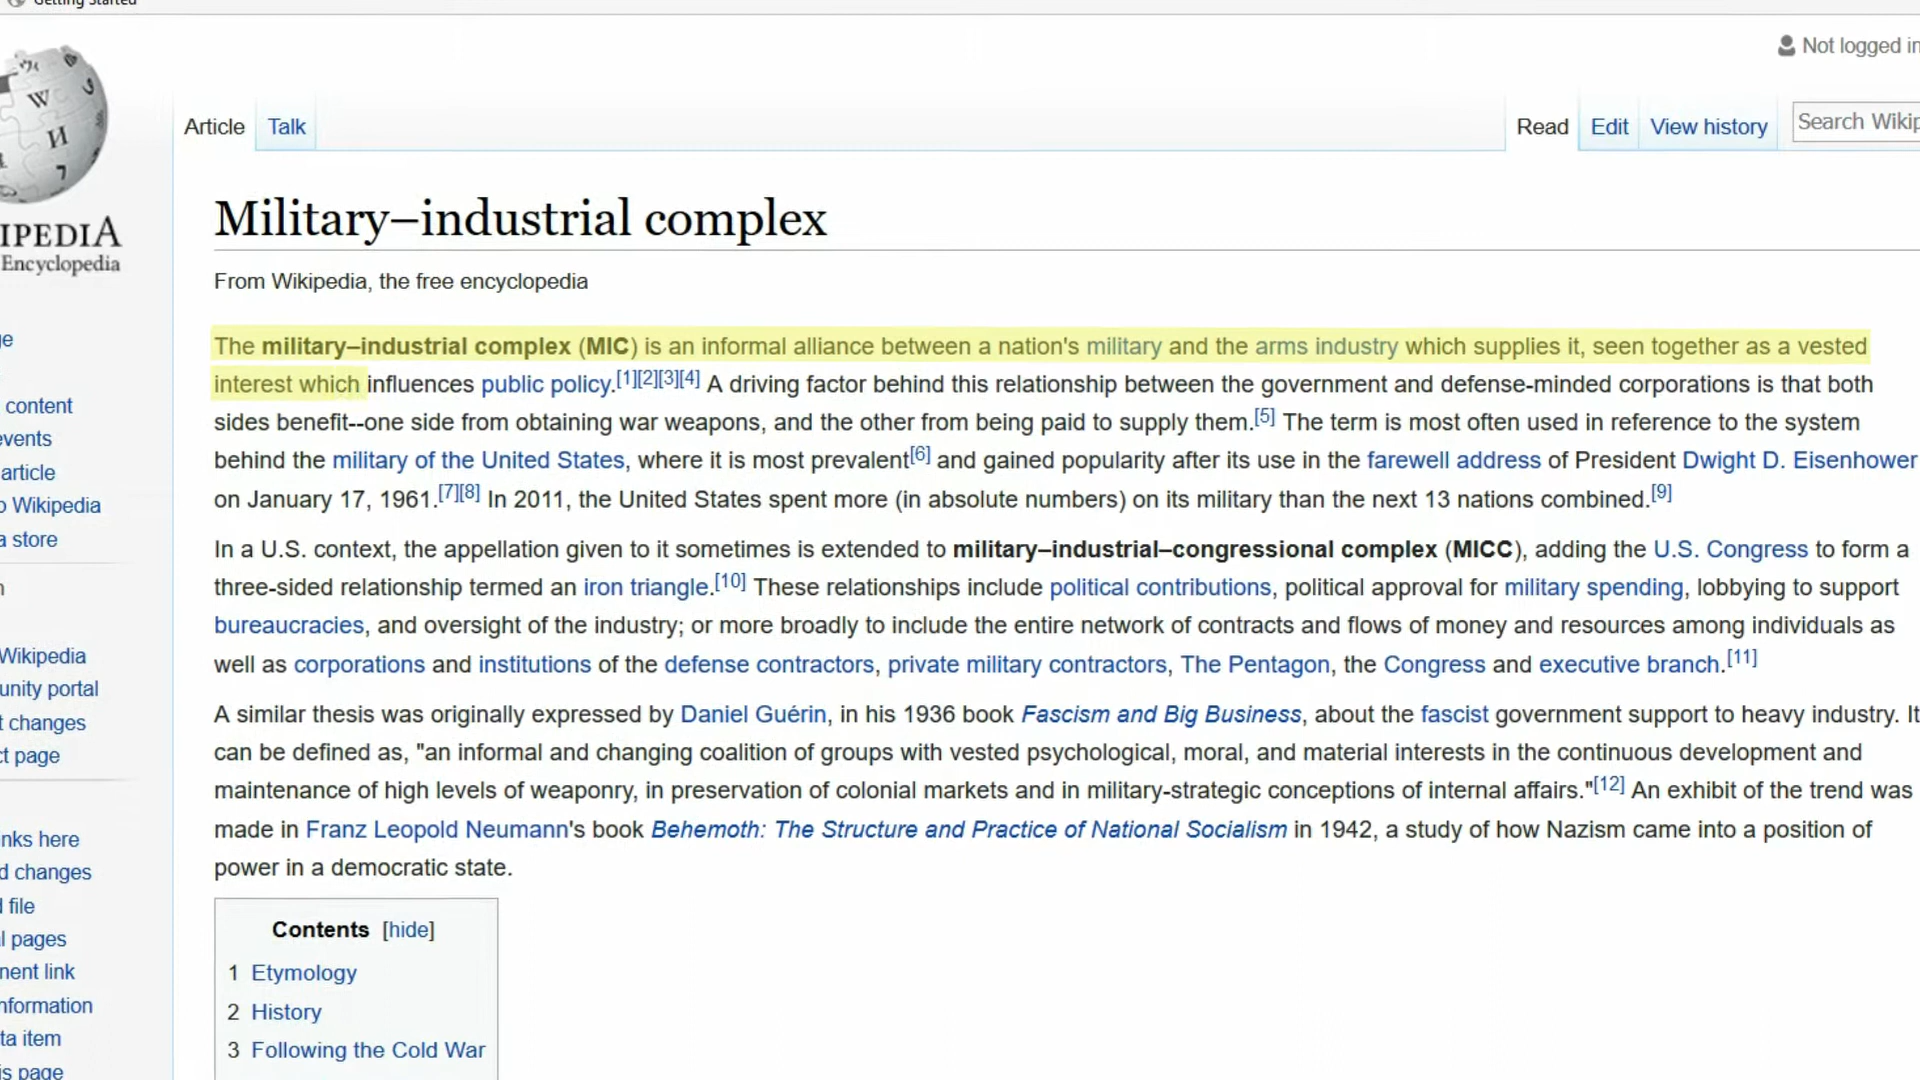 Getting Started
Not logged in
Article Talk Read Edit View history Search Wikip
IPEDIA
Encyclopedia
Military–industrial complex
From Wikipedia, the free encyclopedia
The military–industrial complex (MIC) is an informal alliance between a nation's military and the arms industry which supplies it, seen together as a vested
interest which influences public policy.[1][2][3][4] A driving factor behind this relationship between the government and defense-minded corporations is that both
sides benefit--one side from obtaining war weapons, and the other from being paid to supply them.[5] The term is most often used in reference to the system
behind the military of the United States, where it is most prevalent[6] and gained popularity after its use in the farewell address of President Dwight D. Eisenhower
on January 17, 1961.[7][8] In 2011, the United States spent more (in absolute numbers) on its military than the next 13 nations combined.[9]
In a U.S. context, the appellation given to it sometimes is extended to military–industrial–congressional complex (MICC), adding the U.S. Congress to form a
three-sided relationship termed an iron triangle.[10] These relationships include political contributions, political approval for military spending, lobbying to support
bureaucracies, and oversight of the industry; or more broadly to include the entire network of contracts and flows of money and resources among individuals as
well as corporations and institutions of the defense contractors, private military contractors, The Pentagon, the Congress and executive branch.[11]
A similar thesis was originally expressed by Daniel Guérin, in his 1936 book Fascism and Big Business, about the fascist government support to heavy industry. It
can be defined as, "an informal and changing coalition of groups with vested psychological, moral, and material interests in the continuous development and
maintenance of high levels of weaponry, in preservation of colonial markets and in military-strategic conceptions of internal affairs."[12] An exhibit of the trend was
made in Franz Leopold Neumann's book Behemoth: The Structure and Practice of National Socialism in 1942, a study of how Nazism came into a position of
power in a democratic state.
Contents [hide]
1 Etymology
2 History
3 Following the Cold War
content
events
article
o Wikipedia
a store
Wikipedia
unity portal
t changes
ct page
nks here
d changes
file
l pages
nent link
nformation
ta item
is page